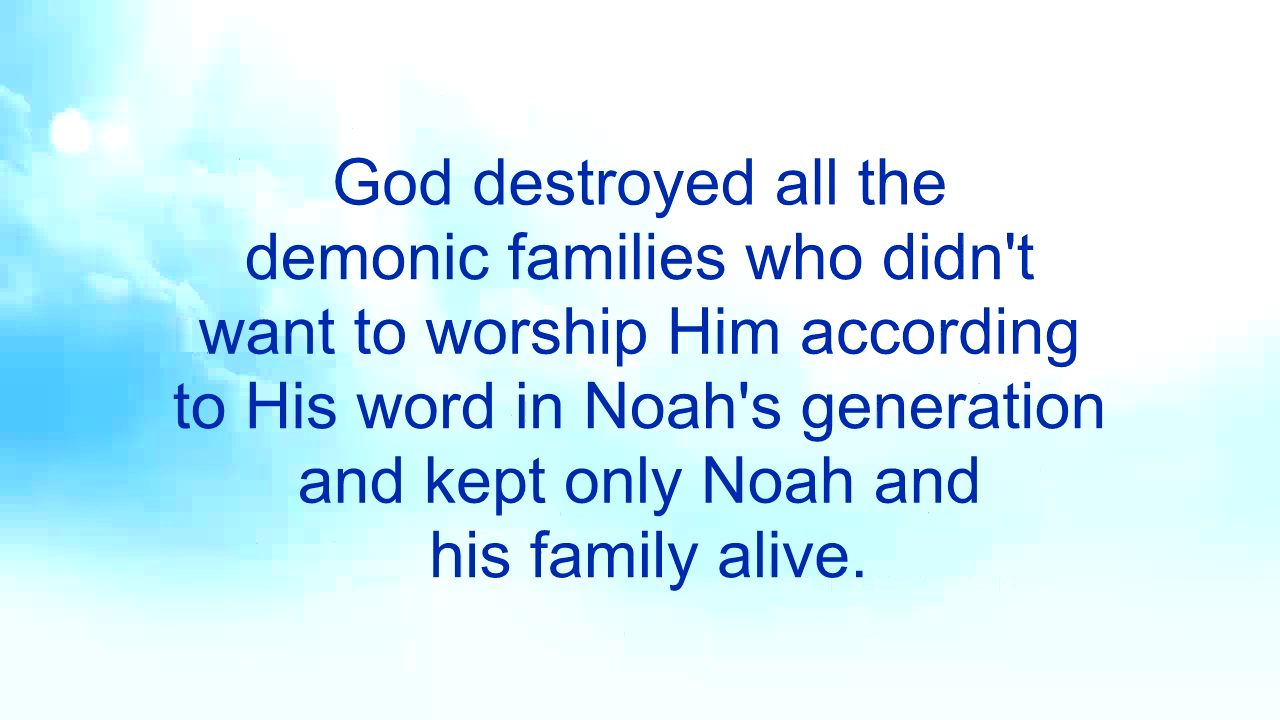 God destroyed all the
demonic families who didn't
want to worship Him according
to His word in Noah's generation
and kept only Noah and
his family alive.